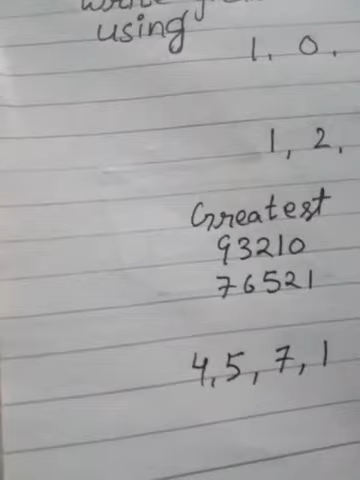 using
1, 0,
1, 2,
Greatest
93210
76521
4, 5, 7, 1